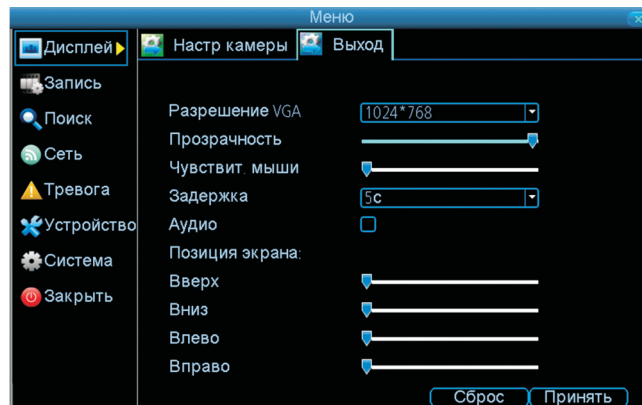 Меню
Дисплей
Запись
Поиск
Сеть
Тревога
Устройство
Система
Закрыть
Настр камеры
Выход
Разрешение VGA 1024*768
Прозрачность
Чувствит. мыши
Задержка 5с
Аудио
Позиция экрана:
Вверх
Вниз
Влево
Вправо
Сброс Принять